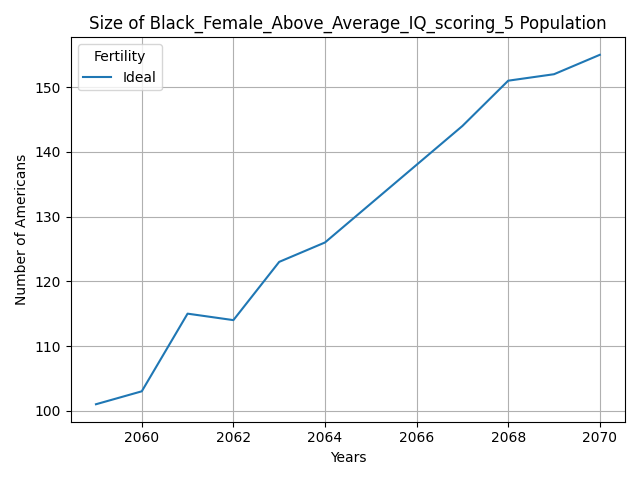 Size of Black_Female_Above_Average_IQ_scoring_5 Population
Fertility
Ideal
Number of Americans
150
140
130
120
110
100
2060 2062 2064 2066 2068 2070
Years